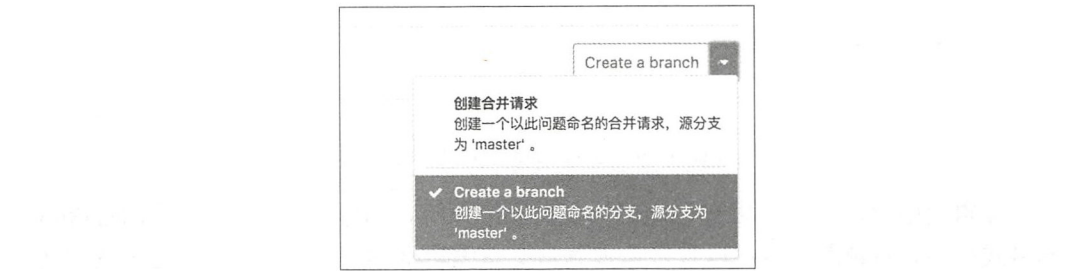 Create a branch
创建合并请求
创建一个以此问题命名的合并请求，源分支
为 'master' 。
Create a branch
创建一个以此问题命名的分支，源分支为
'master' 。